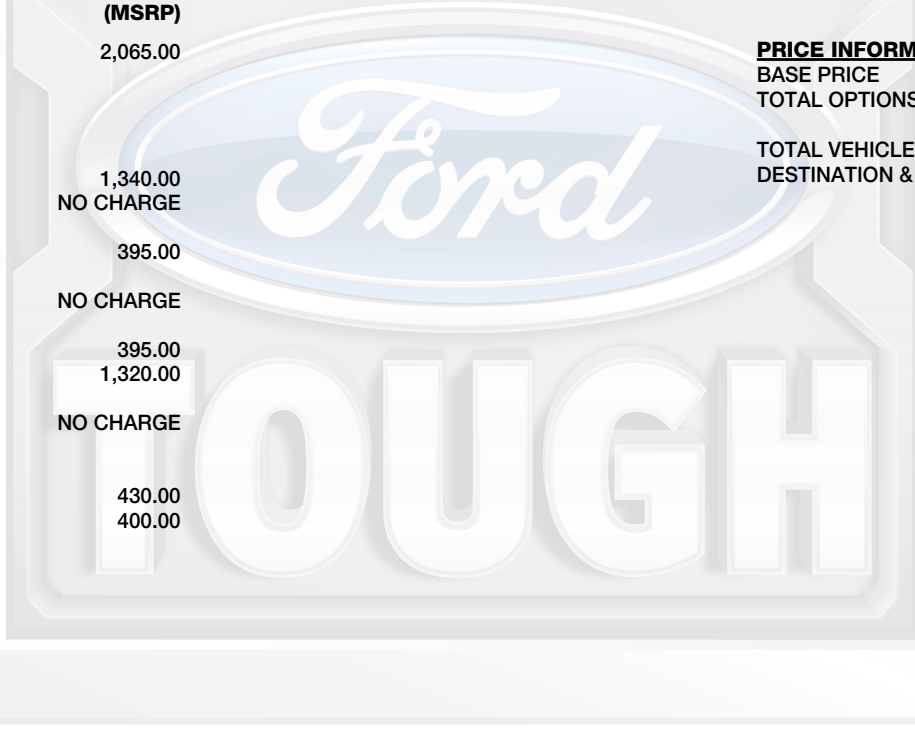 (MSRP)
2,065.00
1,340.00
NO CHARGE
395.00
NO CHARGE
395.00
1,320.00
NO CHARGE
430.00
400.00
PRICE INFORM
BASE PRICE
TOTAL OPTIONS
TOTAL VEHICLE
DESTINATION &
Ford
TOUGH